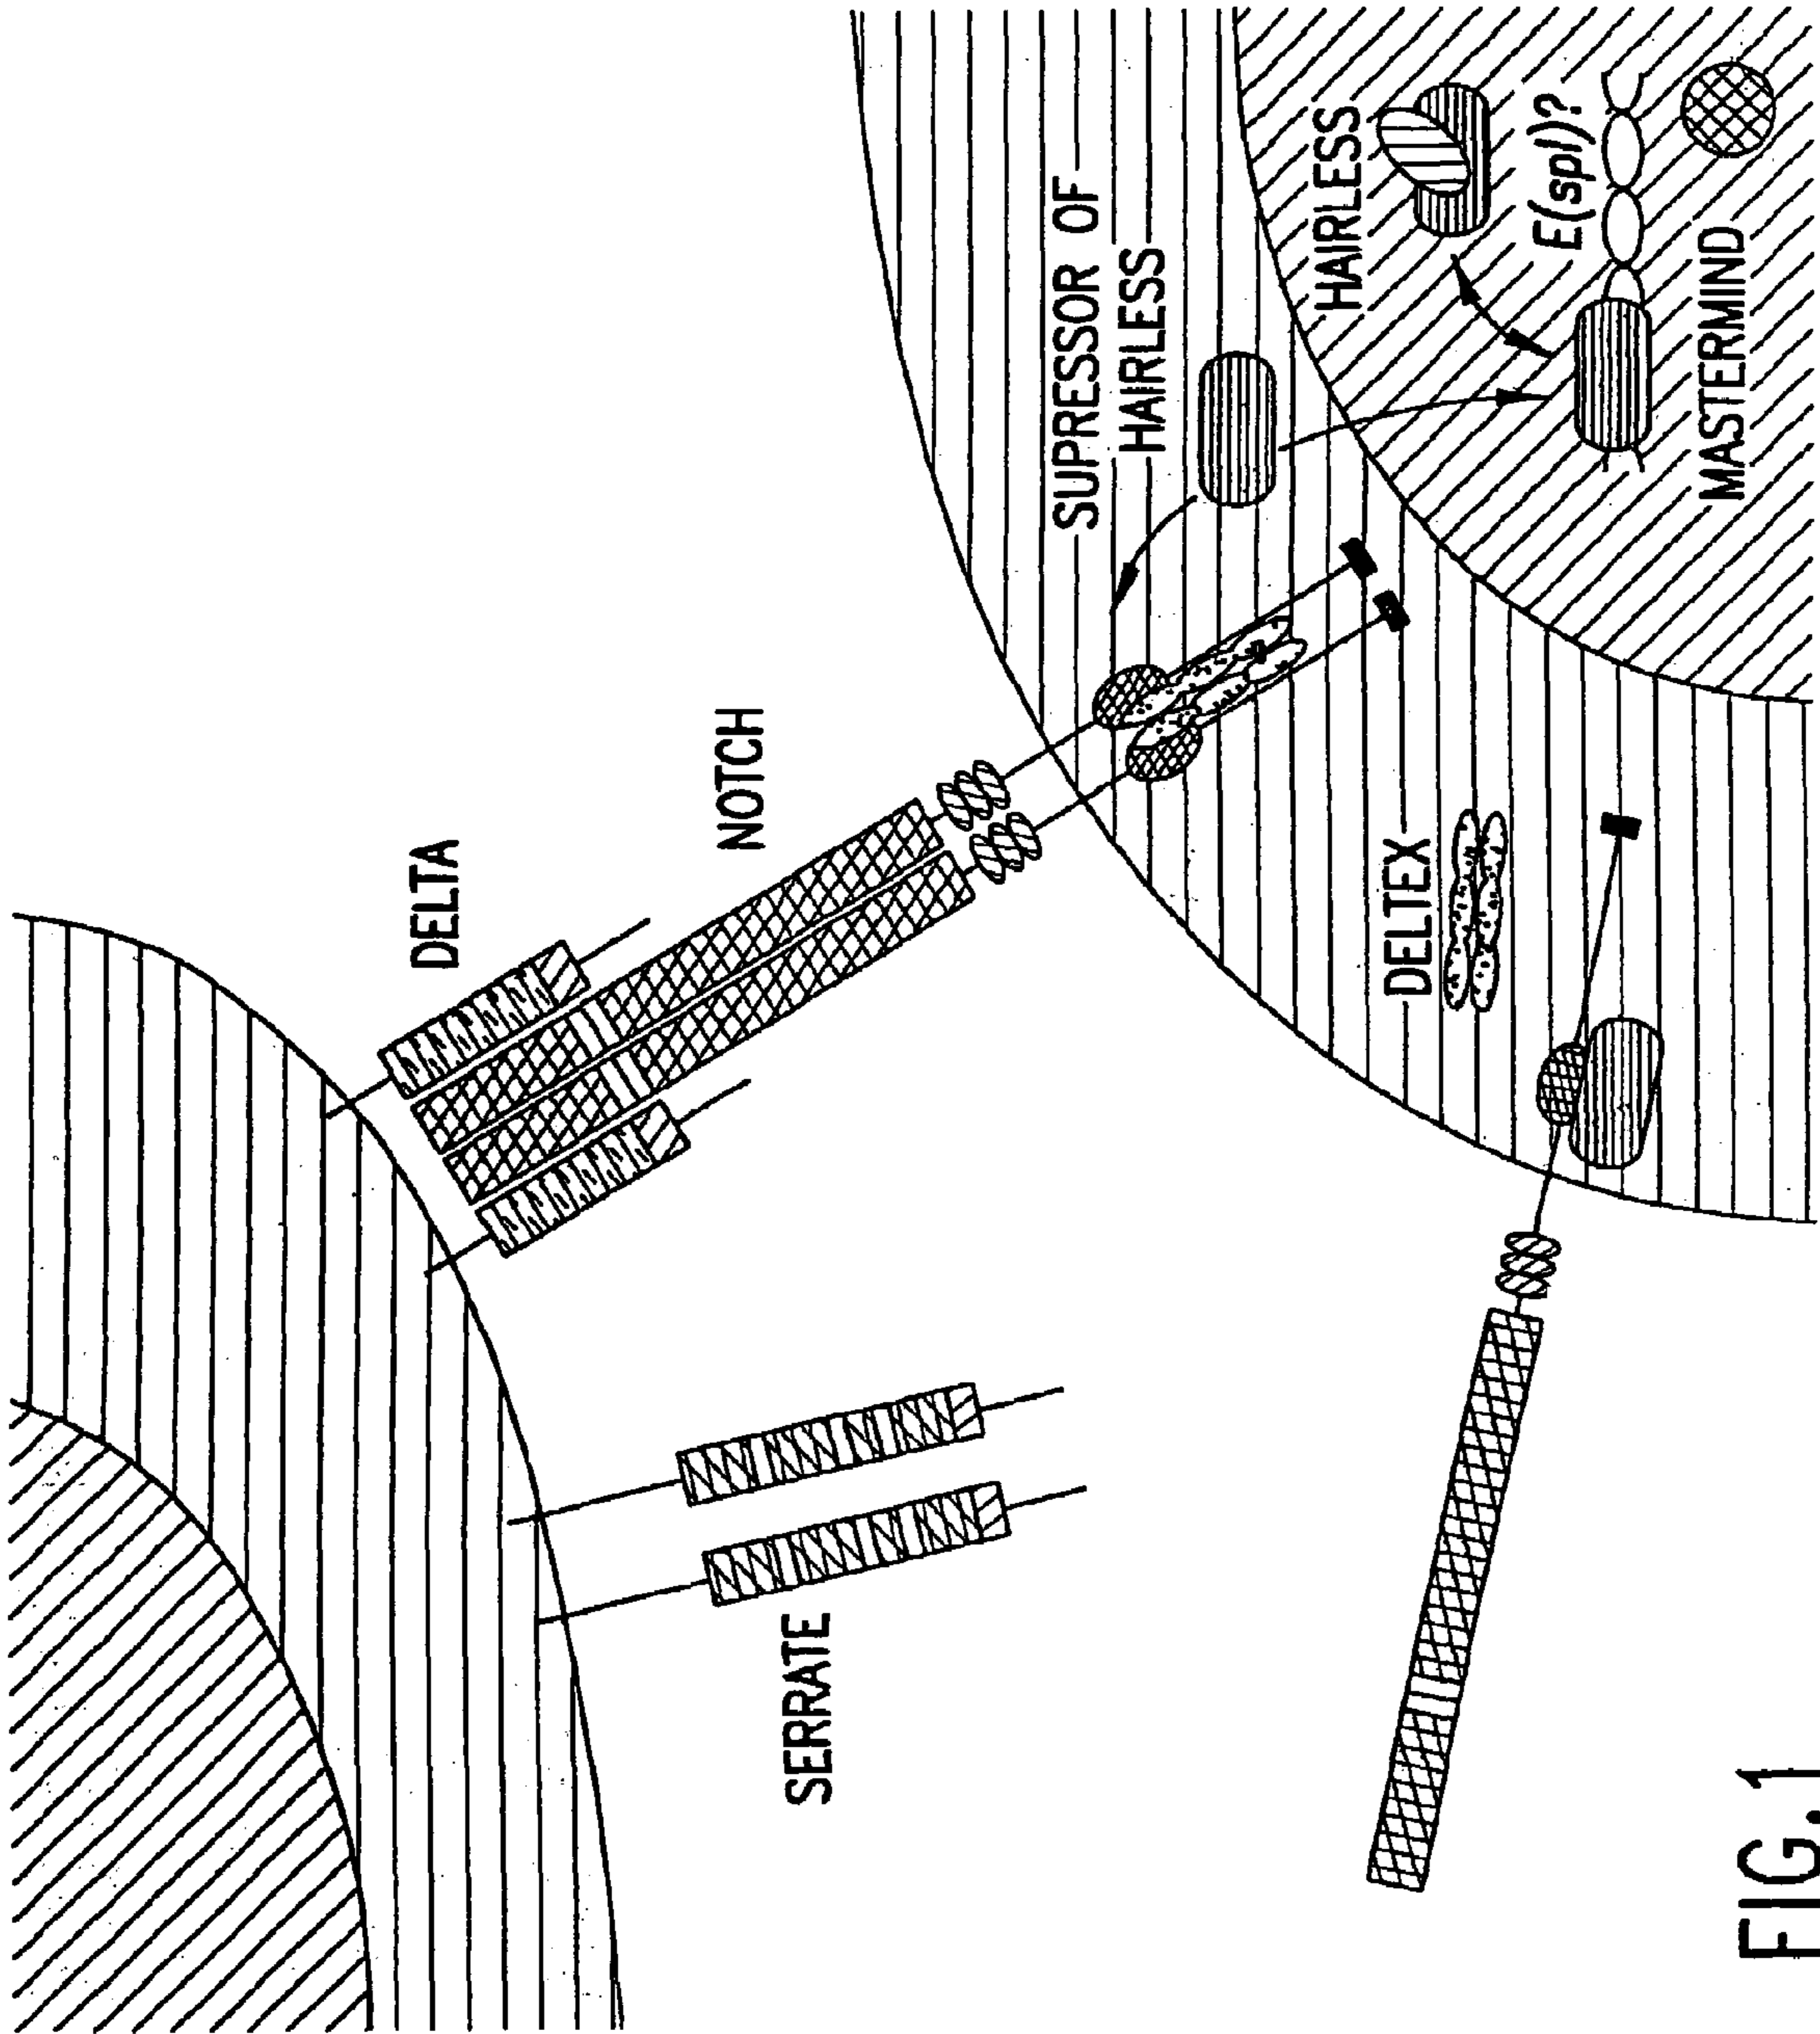 DELTA
NOTCH
SERRATE
SUPRESSOR OF
HAIRLESS
HAIRLESS
DELTEX
E(spl)?
MASTERMIND
FIG.1